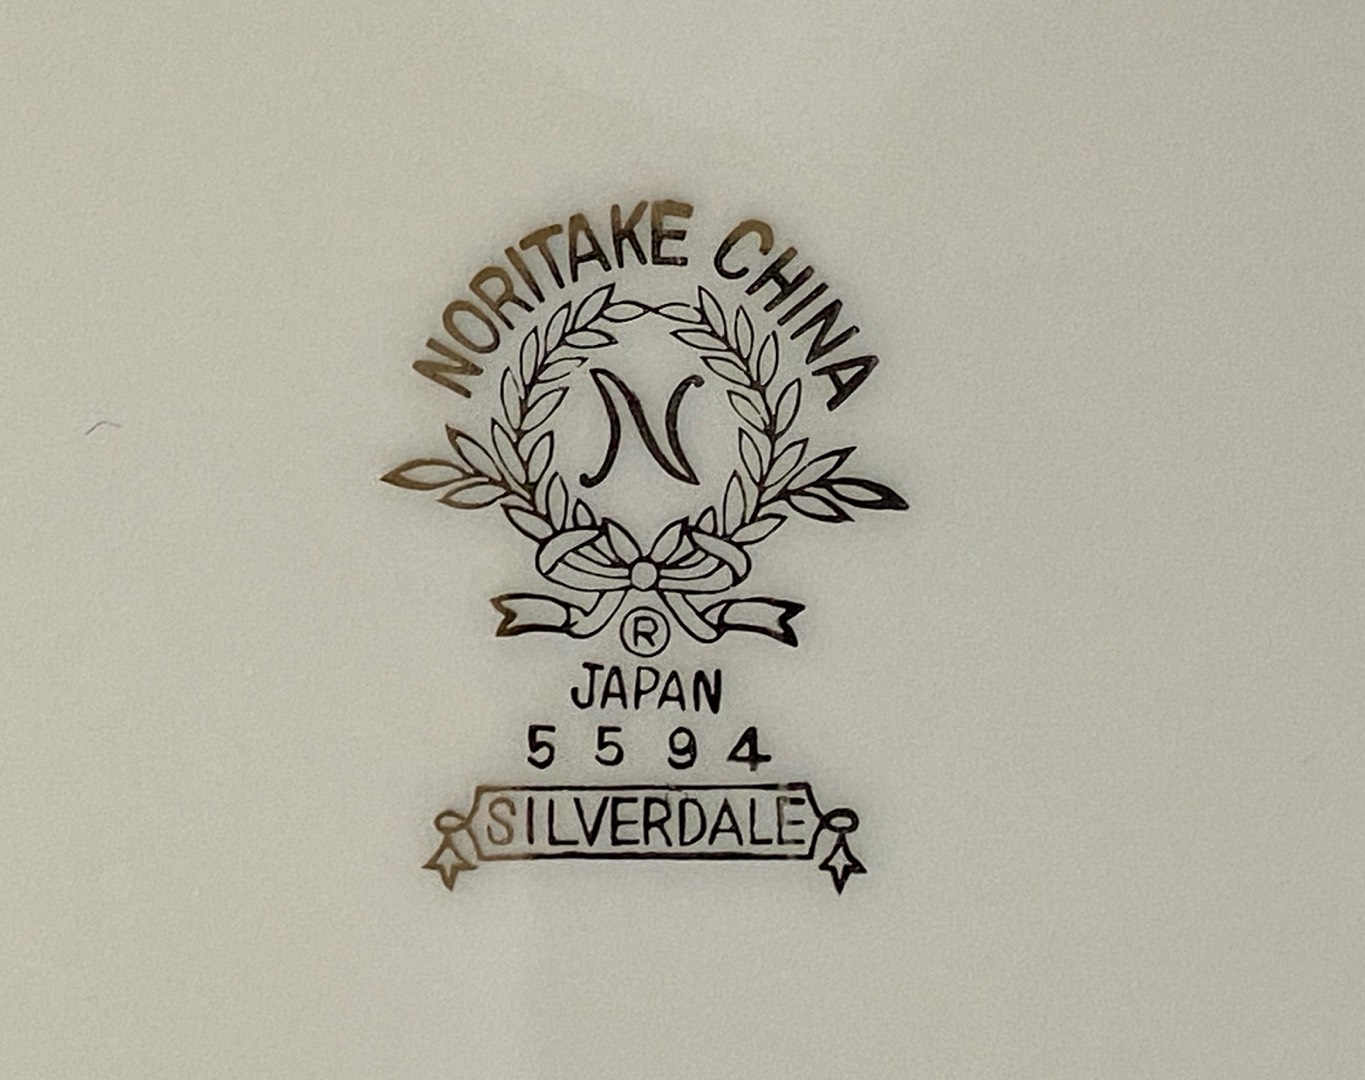 NORITAKE CHINA
N
®
JAPAN
5594
SILVERDALE